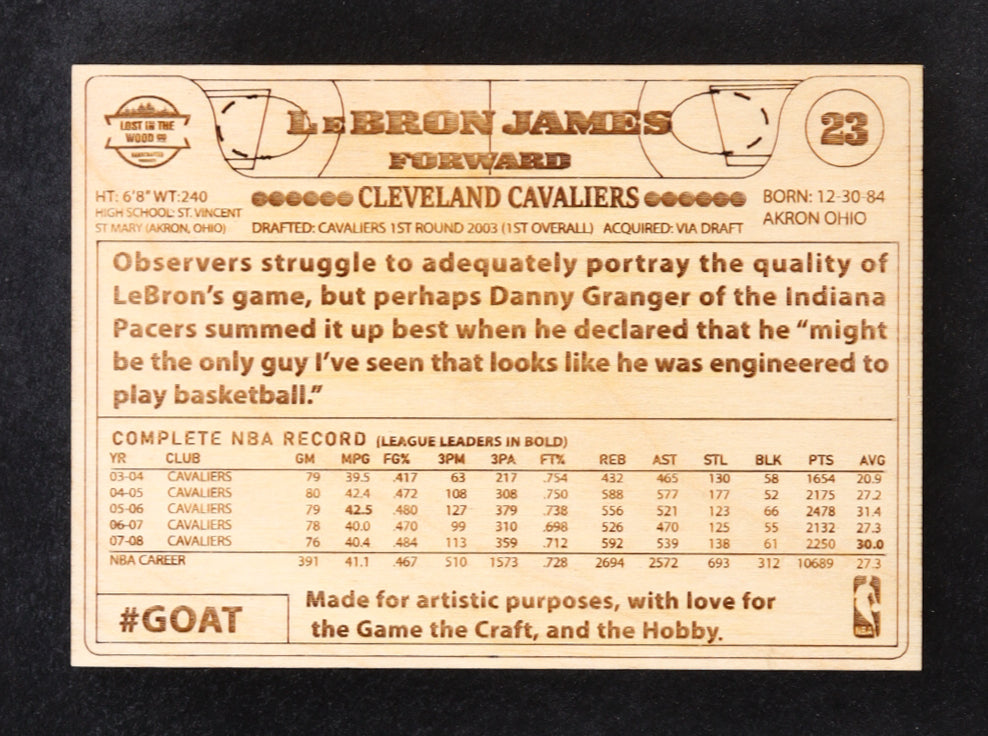 LOST IN THE
WOOD CO
HANDCRAFTED
LEBRON JAMES
FORWARD
23
HT: 6'8" WT:240
HIGH SCHOOL: ST. VINCENT
ST MARY (AKRON, OHIO)
CLEVELAND CAVALIERS
DRAFTED: CAVALIERS 1ST ROUND 2003 (1ST OVERALL) ACQUIRED: VIA DRAFT
BORN: 12-30-84
AKRON OHIO
Observers struggle to adequately portray the quality of
LeBron's game, but perhaps Danny Granger of the Indiana
Pacers summed it up best when he declared that he "might
be the only guy I've seen that looks like he was engineered to
play basketball."
COMPLETE NBA RECORD (LEAGUE LEADERS IN BOLD)
YR CLUB GM MPG FG% 3PM 3PA FT% REB AST STL BLK PTS AVG
03-04 CAVALIERS 79 39.5 .417 63 217 .754 432 465 130 58 1654 20.9
04-05 CAVALIERS 80 42.4 .472 108 308 .750 588 577 177 52 2175 27.2
05-06 CAVALIERS 79 42.5 .480 127 379 .738 556 521 123 66 2478 31.4
06-07 CAVALIERS 78 40.0 .470 99 310 .698 526 470 125 55 2132 27.3
07-08 CAVALIERS 76 40.4 .484 113 359 .712 592 539 138 61 2250 30.0
NBA CAREER 391 41.1 .467 510 1573 .728 2694 2572 693 312 10689 27.3
#GOAT
Made for artistic purposes, with love for
the Game the Craft, and the Hobby.
NBA